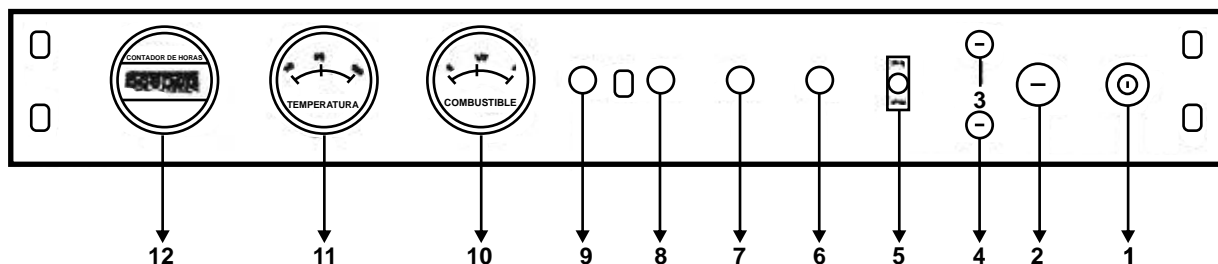 CONTADOR DE HORAS
TEMPERATURA
COMBUSTIBLE
3
12 11 10 9 8 7 6 5 4 2 1